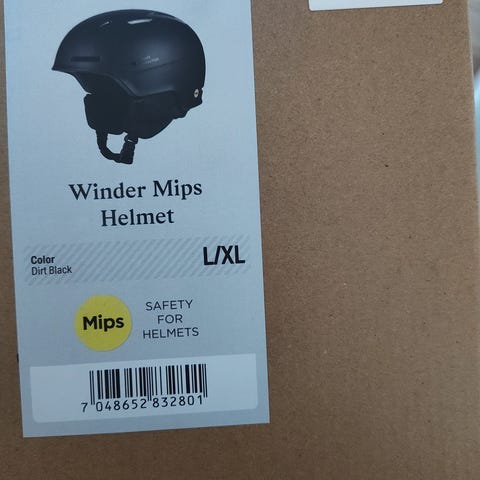 Winder Mips
Helmet
Color
Dirt Black
L/XL
Mips
SAFETY
FOR
HELMETS
7 048652 832801